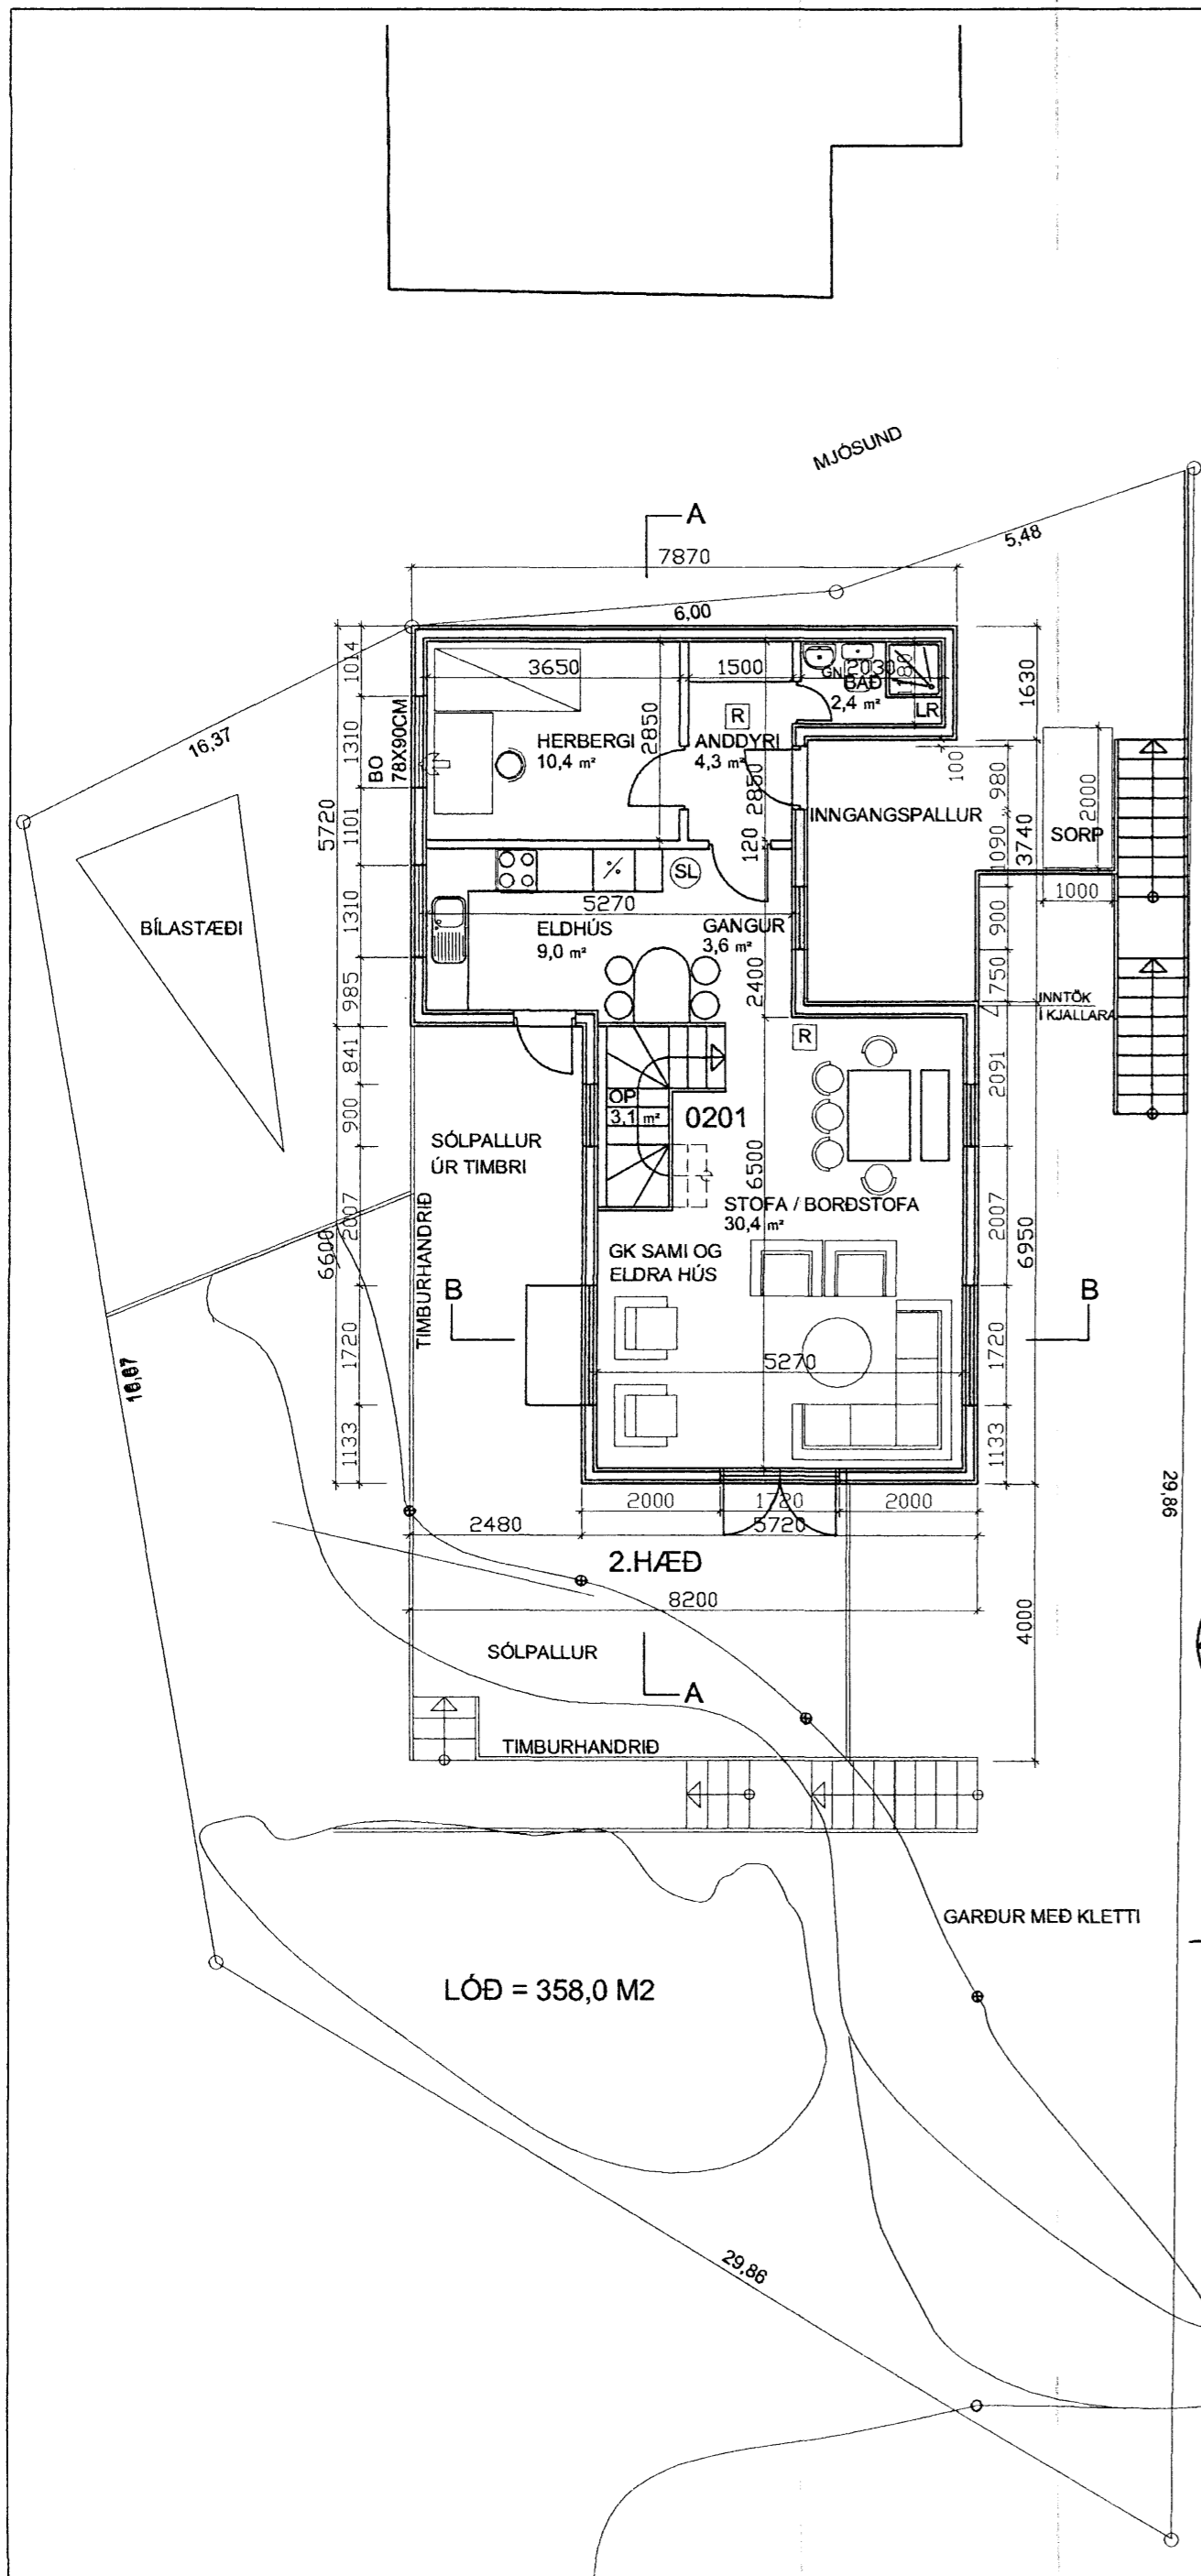 MJÓSUND
A
5,48
7870
6,00
16,37
1014
1310
1101
1310
985
841
900
2007
1720
1133
5720
6600
BO
78X90CM
3650
1500
2030
GN
BAÐ
2,4 m²
LR
R
HERBERGI
10,4 m²
2850
ANDDYRI
4,3 m²
2850
120
100
1630
980
1090
3740
900
750
INNGANGSPALLUR
SORP
2000
1000
SL
5270
ELDHÚS
9,0 m²
GANGUR
3,6 m²
2400
INNTÖK
Í KJALLARA
BÍLASTÆÐI
R
2091
OP
3,1 m²
0201
SÓLPALLUR
ÚR TIMBRI
6500
STOFA / BORÐSTOFA
30,4 m²
2007
6950
GK SAMI OG
ELDRA HÚS
TIMBURHANDRIÐ
B
B
1720
5270
1133
29,86
2000
1720
2000
2480
5720
2.HÆÐ
8200
4000
SÓLPALLUR
A
TIMBURHANDRIÐ
GARÐUR MEÐ KLETTI
LÓÐ = 358,0 M2
29,86